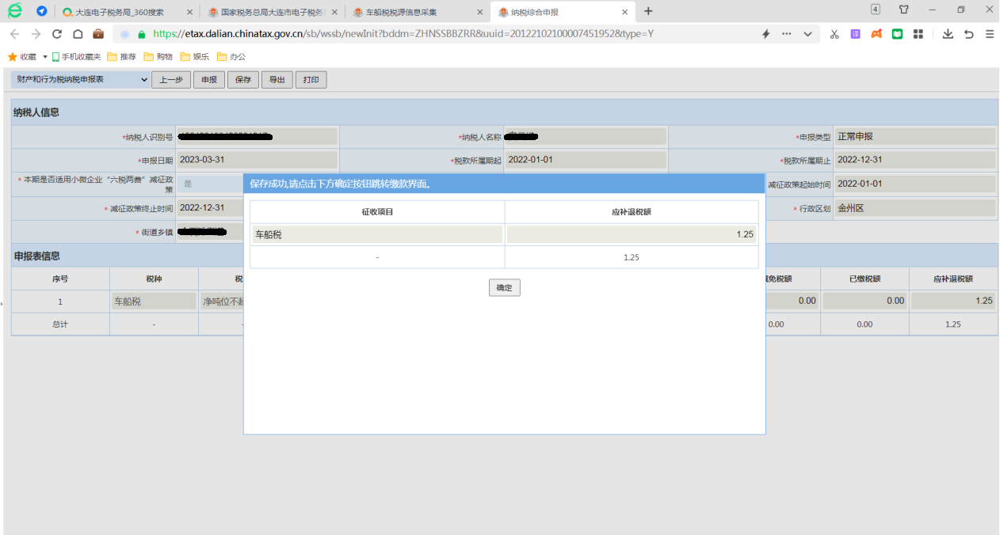 大连电子税务局_360搜索
国家税务总局大连市电子税务
车船税税源信息采集
纳税综合申报
4
https://etax.dalian.chinatax.gov.cn/sb/wssb/newInit?bddm=ZHNSSBBZRR&uuid=20122102100007451952&type=Y
收藏 手机收藏夹 推荐 购物 娱乐 办公
财产和行为税纳税申报表 上一步 申报 保存 导出 打印
纳税人信息
*纳税人识别号 *纳税人名称 *申报类型 正常申报
*申报日期 2023-03-31 *税款所属期起 2022-01-01 *税款所属期止 2022-12-31
* 本期是否适用小微企业“六税两费”减征政策 是 减征政策起始时间 2022-01-01
* 减征政策终止时间 2022-12-31 * 行政区划 金州区
* 街道乡镇
保存成功,请点击下方确定按钮跳转缴款界面。
征收项目 应补退税额
车船税 1.25
- 1.25
确定
申报表信息
序号 税种 税 免税额 已缴税额 应补退税额
1 车船税 净吨位不超 0.00 0.00 1.25
总计 - - 0.00 0.00 1.25